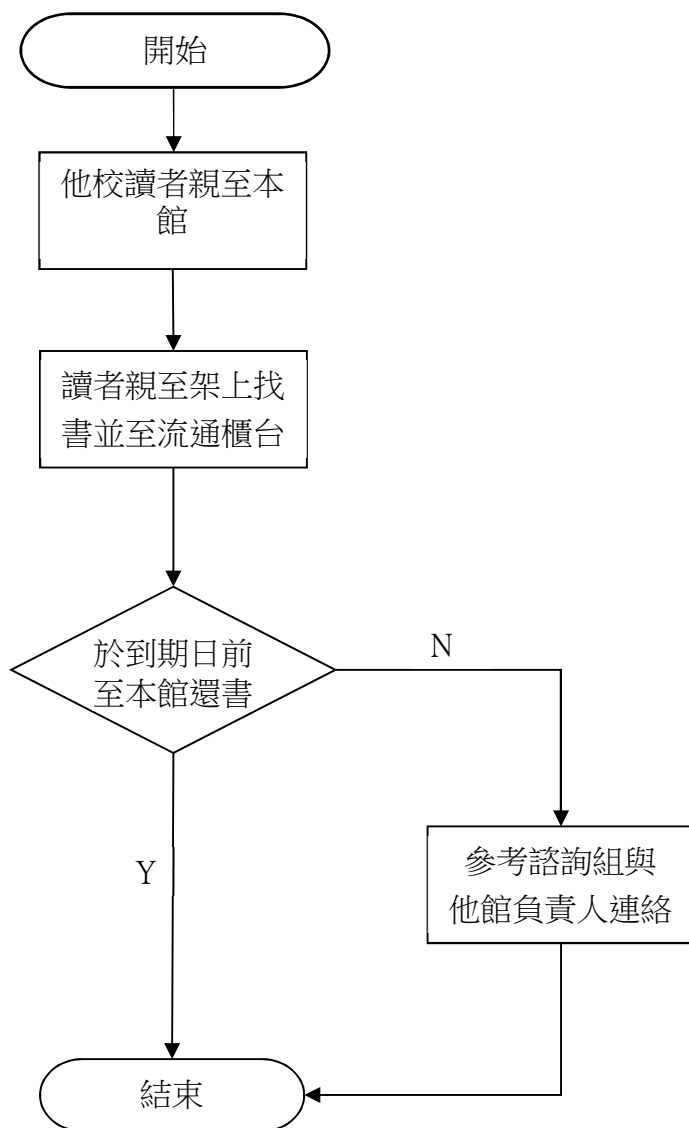 開始
他校讀者親至本
館
讀者親至架上找
書並至流通櫃台
於到期日前
至本館還書
N
Y
參考諮詢組與
他館負責人連絡
結束